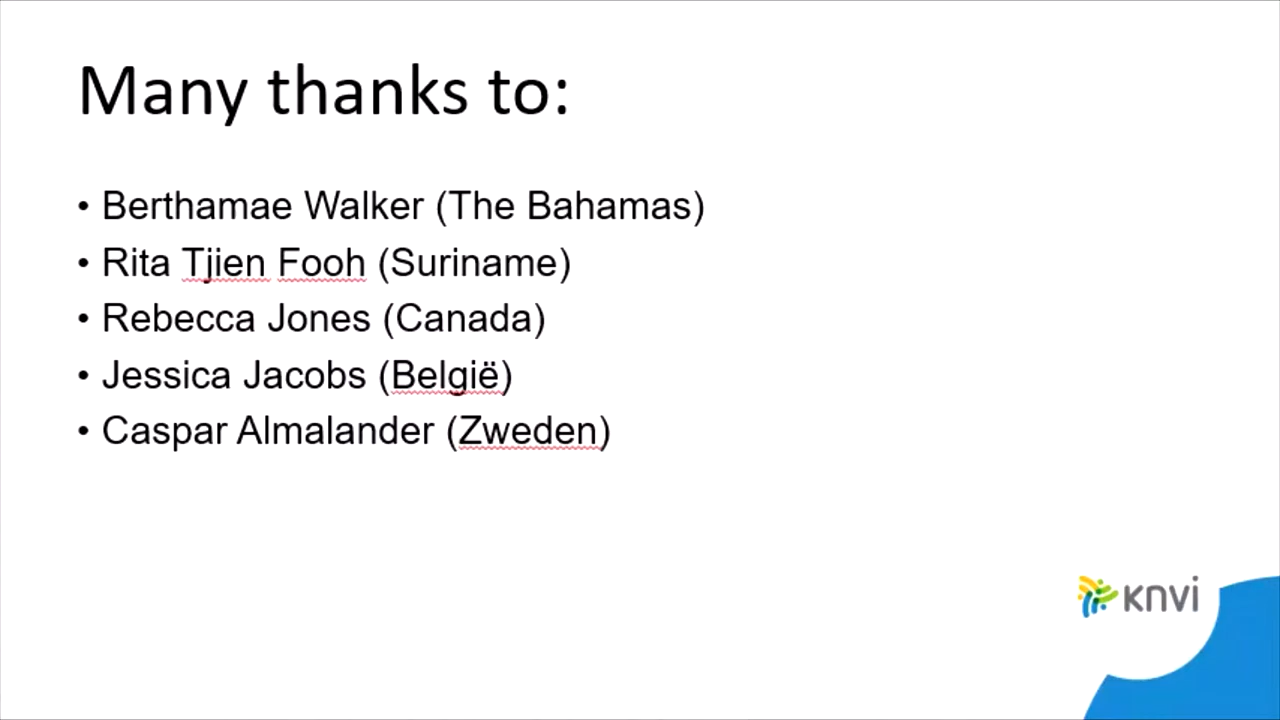 Many thanks to:
• Berthamae Walker (The Bahamas)
• Rita Tjien Fooh (Suriname)
• Rebecca Jones (Canada)
• Jessica Jacobs (België)
• Caspar Almalander (Zweden)
knvi